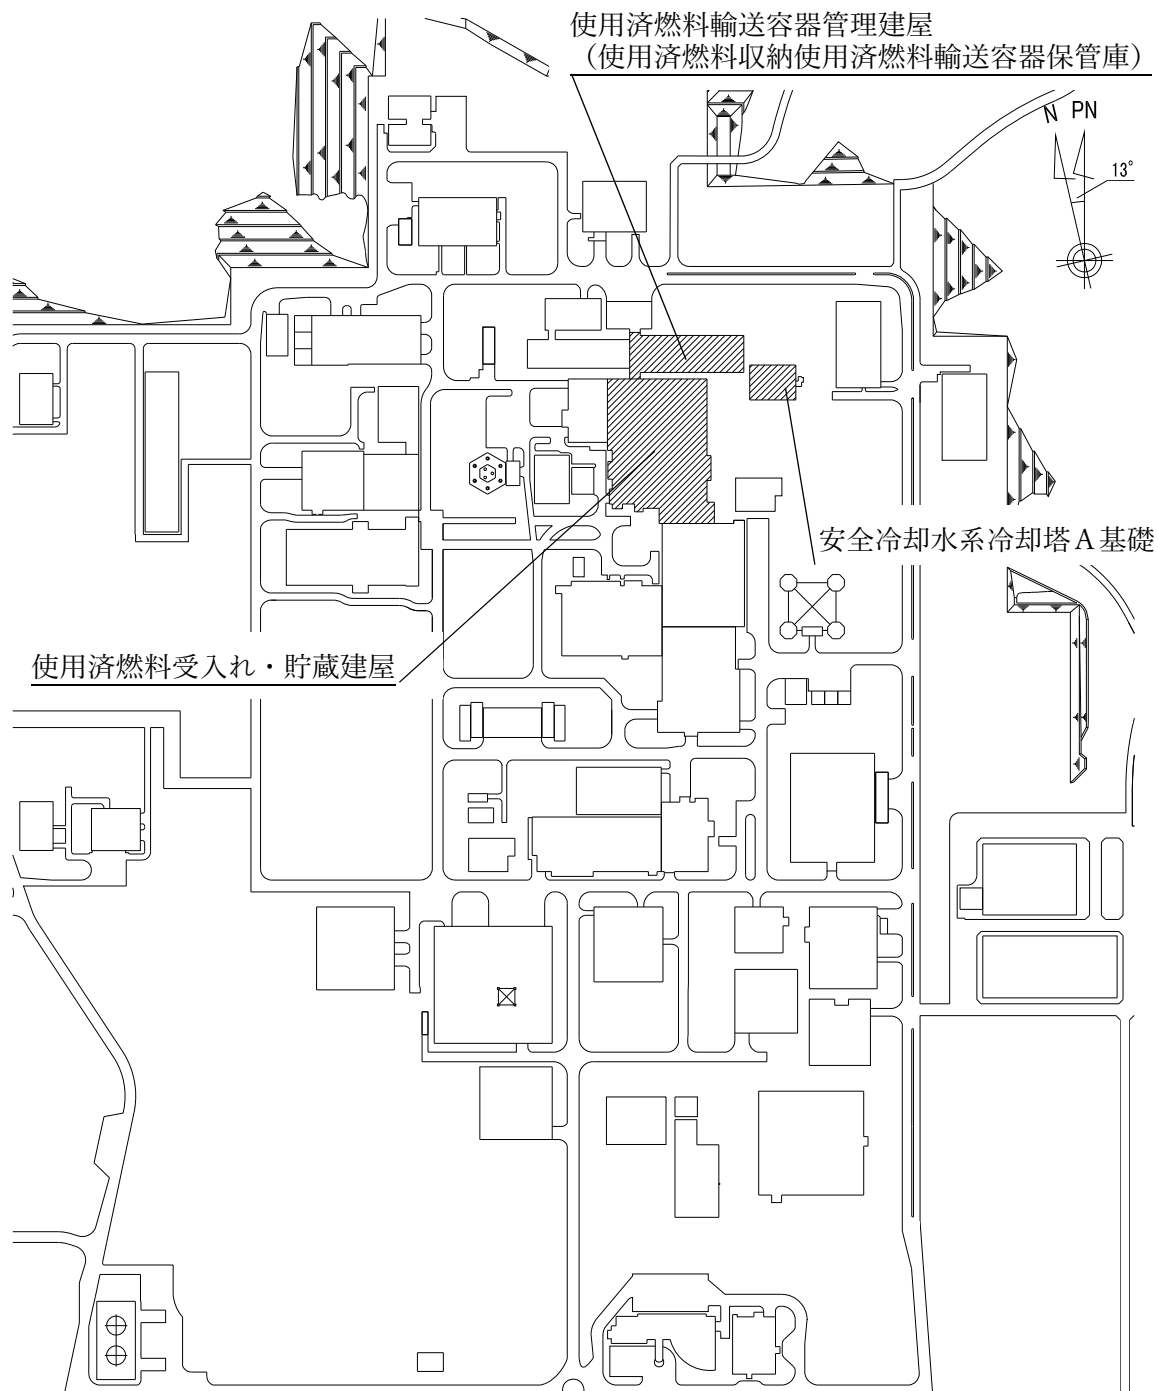 使用済燃料輸送容器管理建屋
（使用済燃料収納使用済燃料輸送容器保管庫）
N PN
13°
安全冷却水系冷却塔Ａ基礎
使用済燃料受入れ・貯蔵建屋